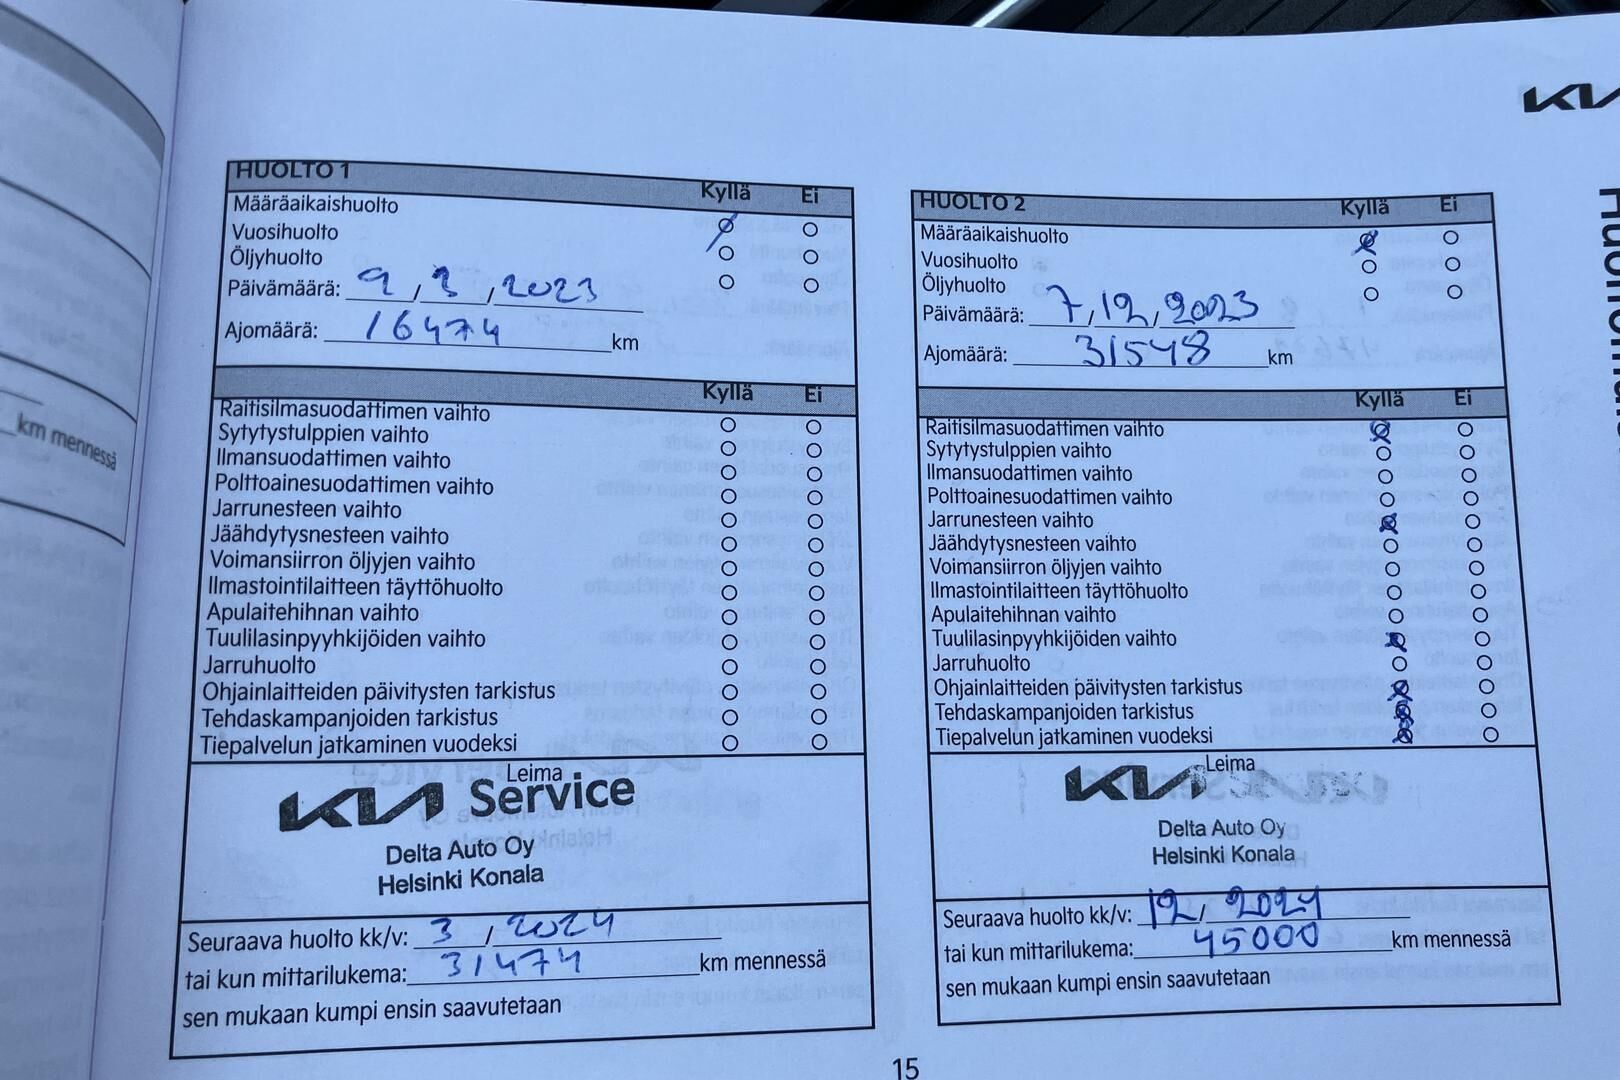 KIA
km mennessä
HUOLTO 1
Kyllä Ei
Määräaikaishuolto
Vuosihuolto
Öljyhuolto
Päivämäärä: 9,3,2023
Ajomäärä: 16474 km
Kyllä Ei
Raitisilmasuodattimen vaihto
Sytytystulppien vaihto
Ilmansuodattimen vaihto
Polttoainesuodattimen vaihto
Jarrunesteen vaihto
Jäähdytysnesteen vaihto
Voimansiirron öljyjen vaihto
Ilmastointilaitteen täyttöhuolto
Apulaitehihnan vaihto
Tuulilasinpyyhkijöiden vaihto
Jarruhuolto
Ohjainlaitteiden päivitysten tarkistus
Tehdaskampanjoiden tarkistus
Tiepalvelun jatkaminen vuodeksi
Leima
KIA Service
Delta Auto Oy
Helsinki Konala
Seuraava huolto kk/v: 3 / 2024
tai kun mittarilukema: 31474 km mennessä
sen mukaan kumpi ensin saavutetaan
HUOLTO 2
Kyllä Ei
Määräaikaishuolto
Vuosihuolto
Öljyhuolto
Päivämäärä: 7,12,2023
Ajomäärä: 31548 km
Kyllä Ei
Raitisilmasuodattimen vaihto
Sytytystulppien vaihto
Ilmansuodattimen vaihto
Polttoainesuodattimen vaihto
Jarrunesteen vaihto
Jäähdytysnesteen vaihto
Voimansiirron öljyjen vaihto
Ilmastointilaitteen täyttöhuolto
Apulaitehihnan vaihto
Tuulilasinpyyhkijöiden vaihto
Jarruhuolto
Ohjainlaitteiden päivitysten tarkistus
Tehdaskampanjoiden tarkistus
Tiepalvelun jatkaminen vuodeksi
Leima
KIA
Delta Auto Oy
Helsinki Konala
Seuraava huolto kk/v: 12 / 2024
tai kun mittarilukema: 45000 km mennessä
sen mukaan kumpi ensin saavutetaan
15